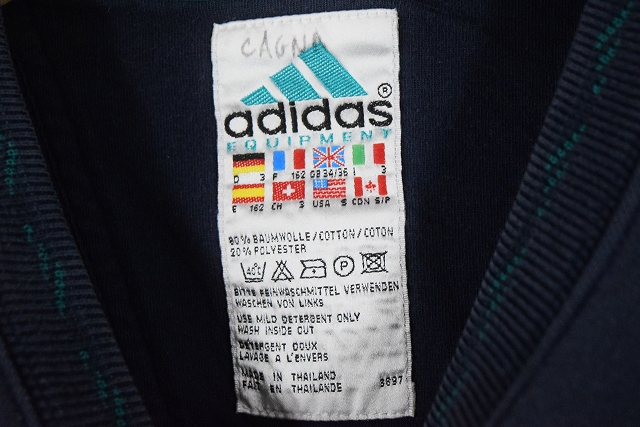 CAGNA
adidas ®
EQUIPMENT
D 3 F 162 GB 34/36 I 3
E 162 CH 3 USA S CDN S/P
80% BAUMWOLLE/COTTON/COTON
20% POLYESTER
40°C P
BITTE FEINWASCHMITTEL VERWENDEN
WASCHEN VON LINKS
USE MILD DETERGENT ONLY
WASH INSIDE OUT
DETERGENT DOUX
LAVAGE A L'ENVERS
MADE IN THAILAND
FAIT EN THAILANDE 3697